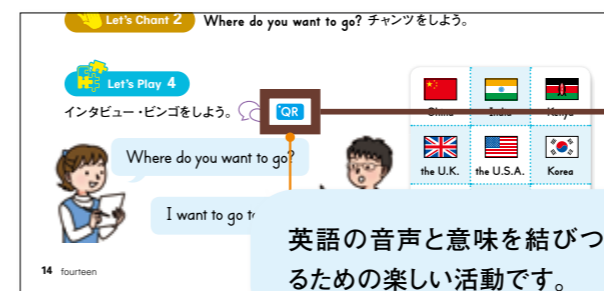 Let's Chant 2 Where do you want to go? チャンツをしよう。
Let's Play 4
インタビュー・ビンゴをしよう。 QR
China India Kenya
Where do you want to go?
the U.K. the U.S.A. Korea
I want to go
英語の音声と意味を結びつ
るための楽しい活動です。
14 fourteen